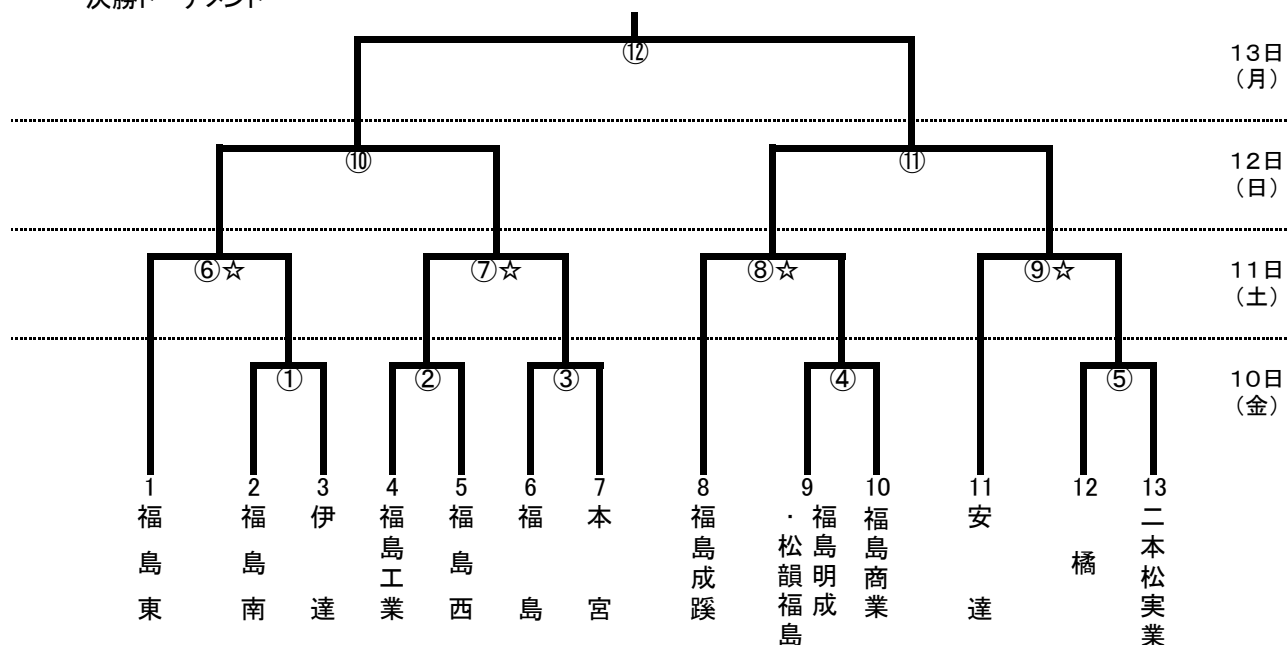 決勝トーナメント
⑫
13日
（月）
⑩
⑪
12日
（日）
⑥☆
⑦☆
⑧☆
⑨☆
11日
（土）
①
②
③
④
⑤
10日
（金）
1
福島東
2
福島南
3
伊達
4
福島工業
5
福島西
6
福島
7
本宮
8
福島成蹊
9
福島明成
・松韻福島
10
福島商業
11
安達
12
橘
13
二本松実業